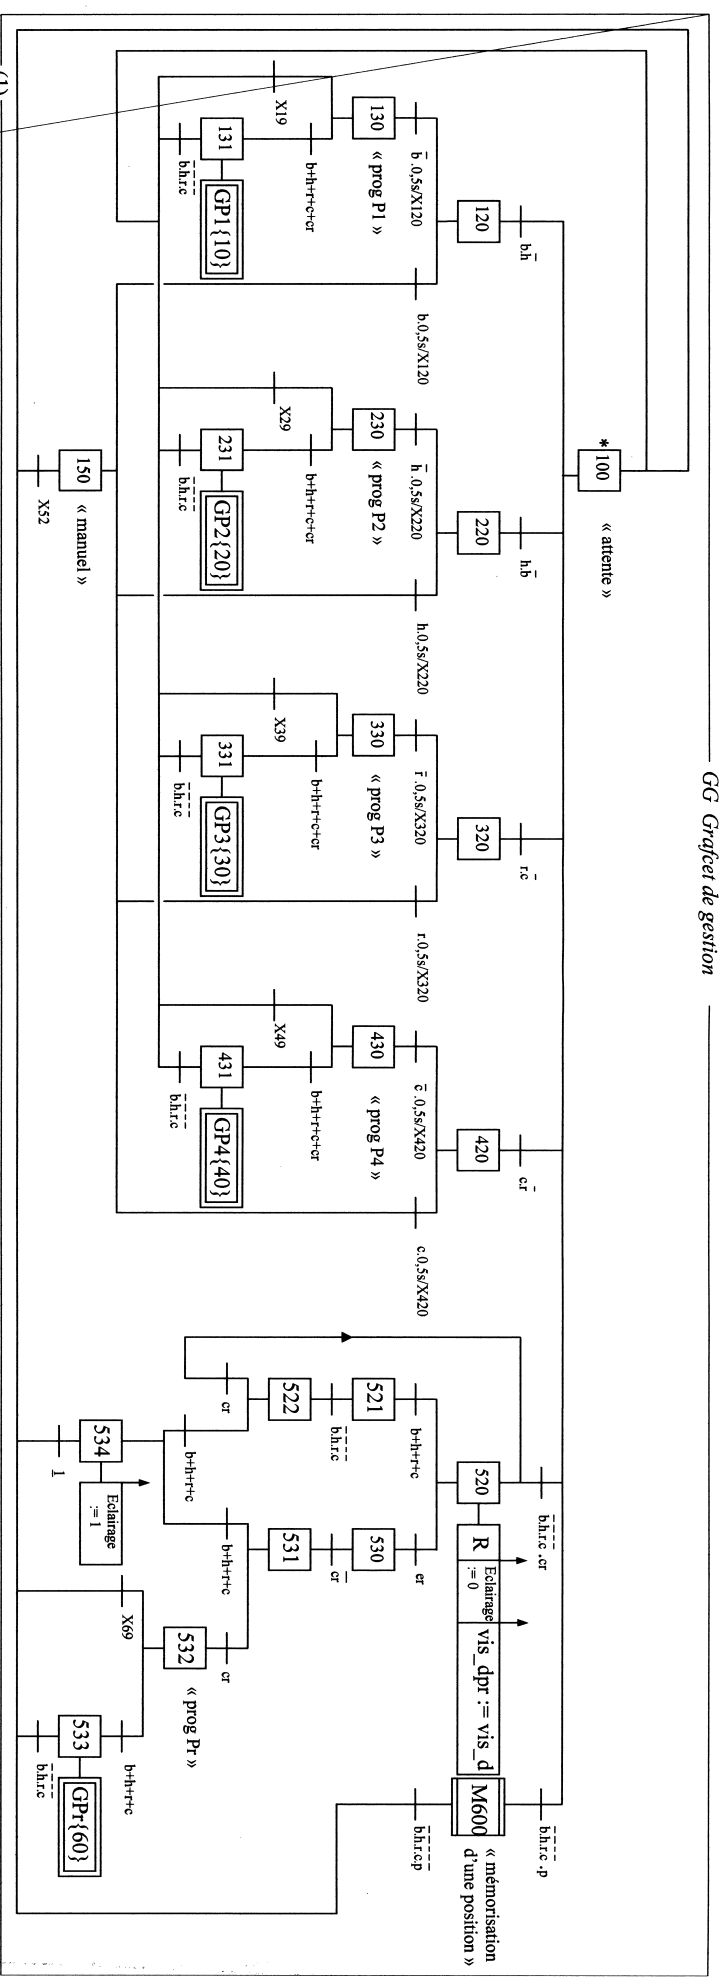 GG Grafcet de gestion
* 100
« attente »
b.h̄
120
b̄ .0,5s/X120
b.0,5s/X120
130
« prog P1 »
X19
b+h+r+c+cr
131
GP1{10}
b̄.h̄.r̄.c̄
h.b̄
220
h̄ .0,5s/X220
h.0,5s/X220
230
« prog P2 »
X29
b+h+r+c+cr
231
GP2{20}
b̄.h̄.r̄.c̄
r.c̄
320
r̄ .0,5s/X320
r.0,5s/X320
330
« prog P3 »
X39
b+h+r+c+cr
331
GP3{30}
b̄.h̄.r̄.c̄
c.r̄
420
c̄ .0,5s/X420
c.0,5s/X420
430
« prog P4 »
X49
b+h+r+c+cr
431
GP4{40}
b̄.h̄.r̄.c̄
150
« manuel »
X52
b̄.h̄.r̄.c̄ .cr
520
R
Eclairage
:= 0
vis_dpr := vis_d
b+h+r+c
521
b̄.h̄.r̄.c̄
522
cr
b+h+r+c
er
530
c̄r̄
531
b+h+r+c
cr
532
« prog Pr »
534
Eclairage
:= 1
1
X69
b+h+r+c
533
GPr{60}
b̄.h̄.r̄.c̄
b̄.h̄.r̄.c̄ .p
M600
« mémorisation
d'une position »
b̄.h̄.r̄.c̄.p̄